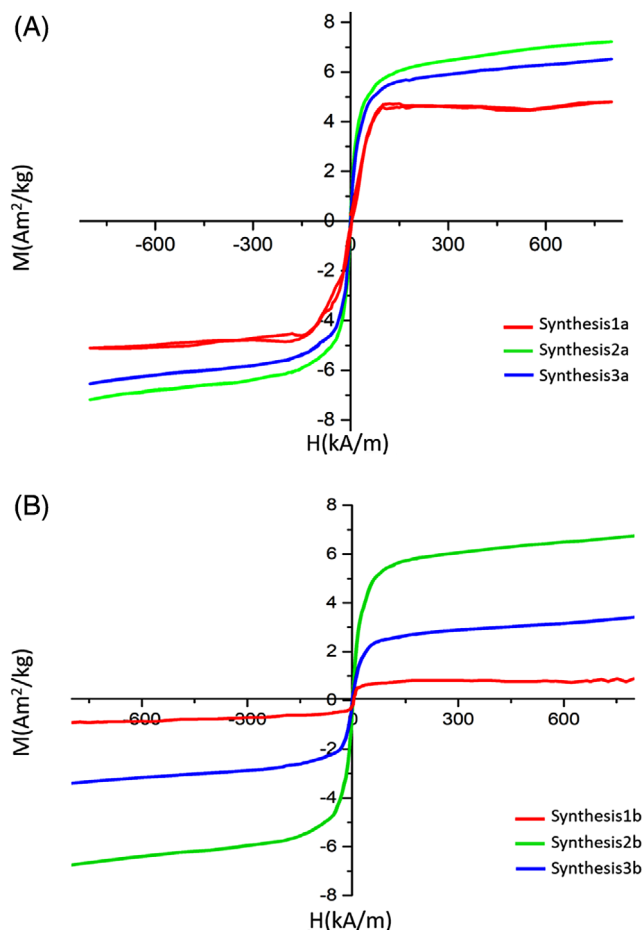 (A)
8
6
4
2
0
-600
-300
0
300
600
-2
-4
-6
-8
M(Am²/kg)
H(kA/m)
Synthesis1a
Synthesis2a
Synthesis3a
(B)
8
6
4
2
0
-600
-300
0
300
600
-2
-4
-6
-8
M(Am²/kg)
H(kA/m)
Synthesis1b
Synthesis2b
Synthesis3b